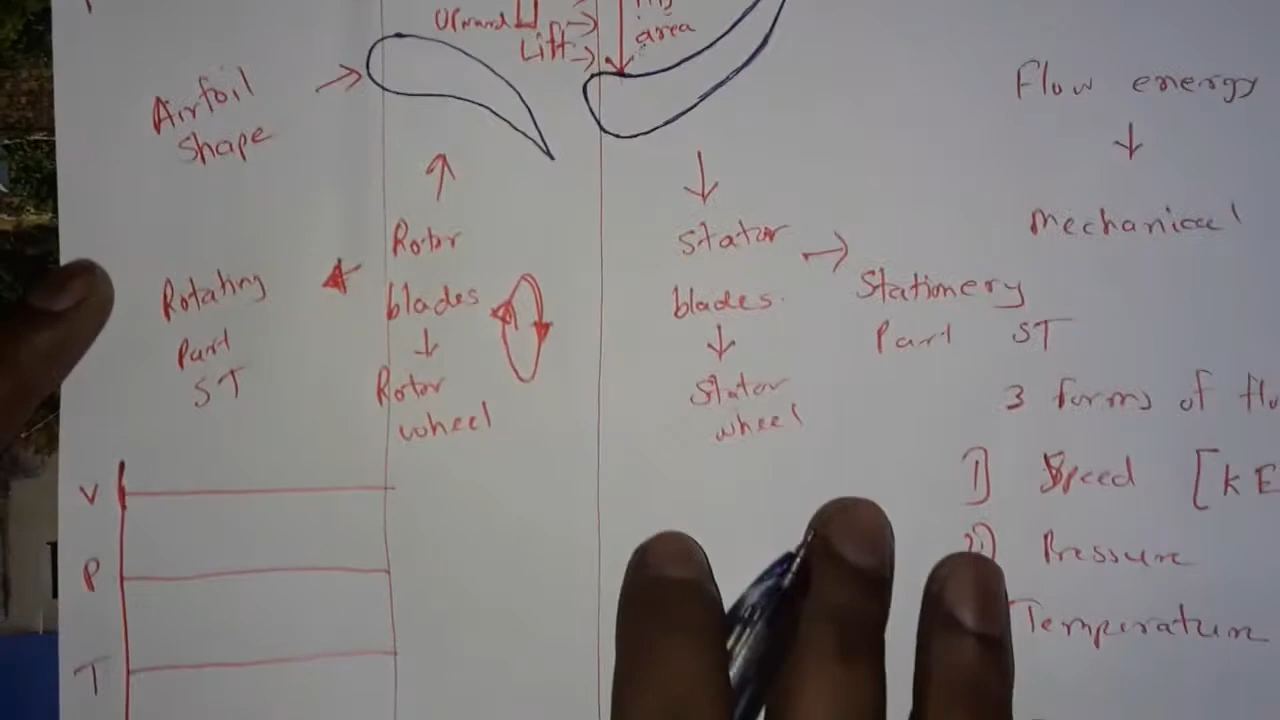 Upward
Lift
area
Airfoil
Shape
Flow energy
Mechanical
Rotor
blades
Rotor
wheel
Rotating
Part
ST
Stator
blades.
Stator
wheel
Stationery
Part ST
3 forms of
1) Speed [KE
Pressure
Temperature
V
P
T